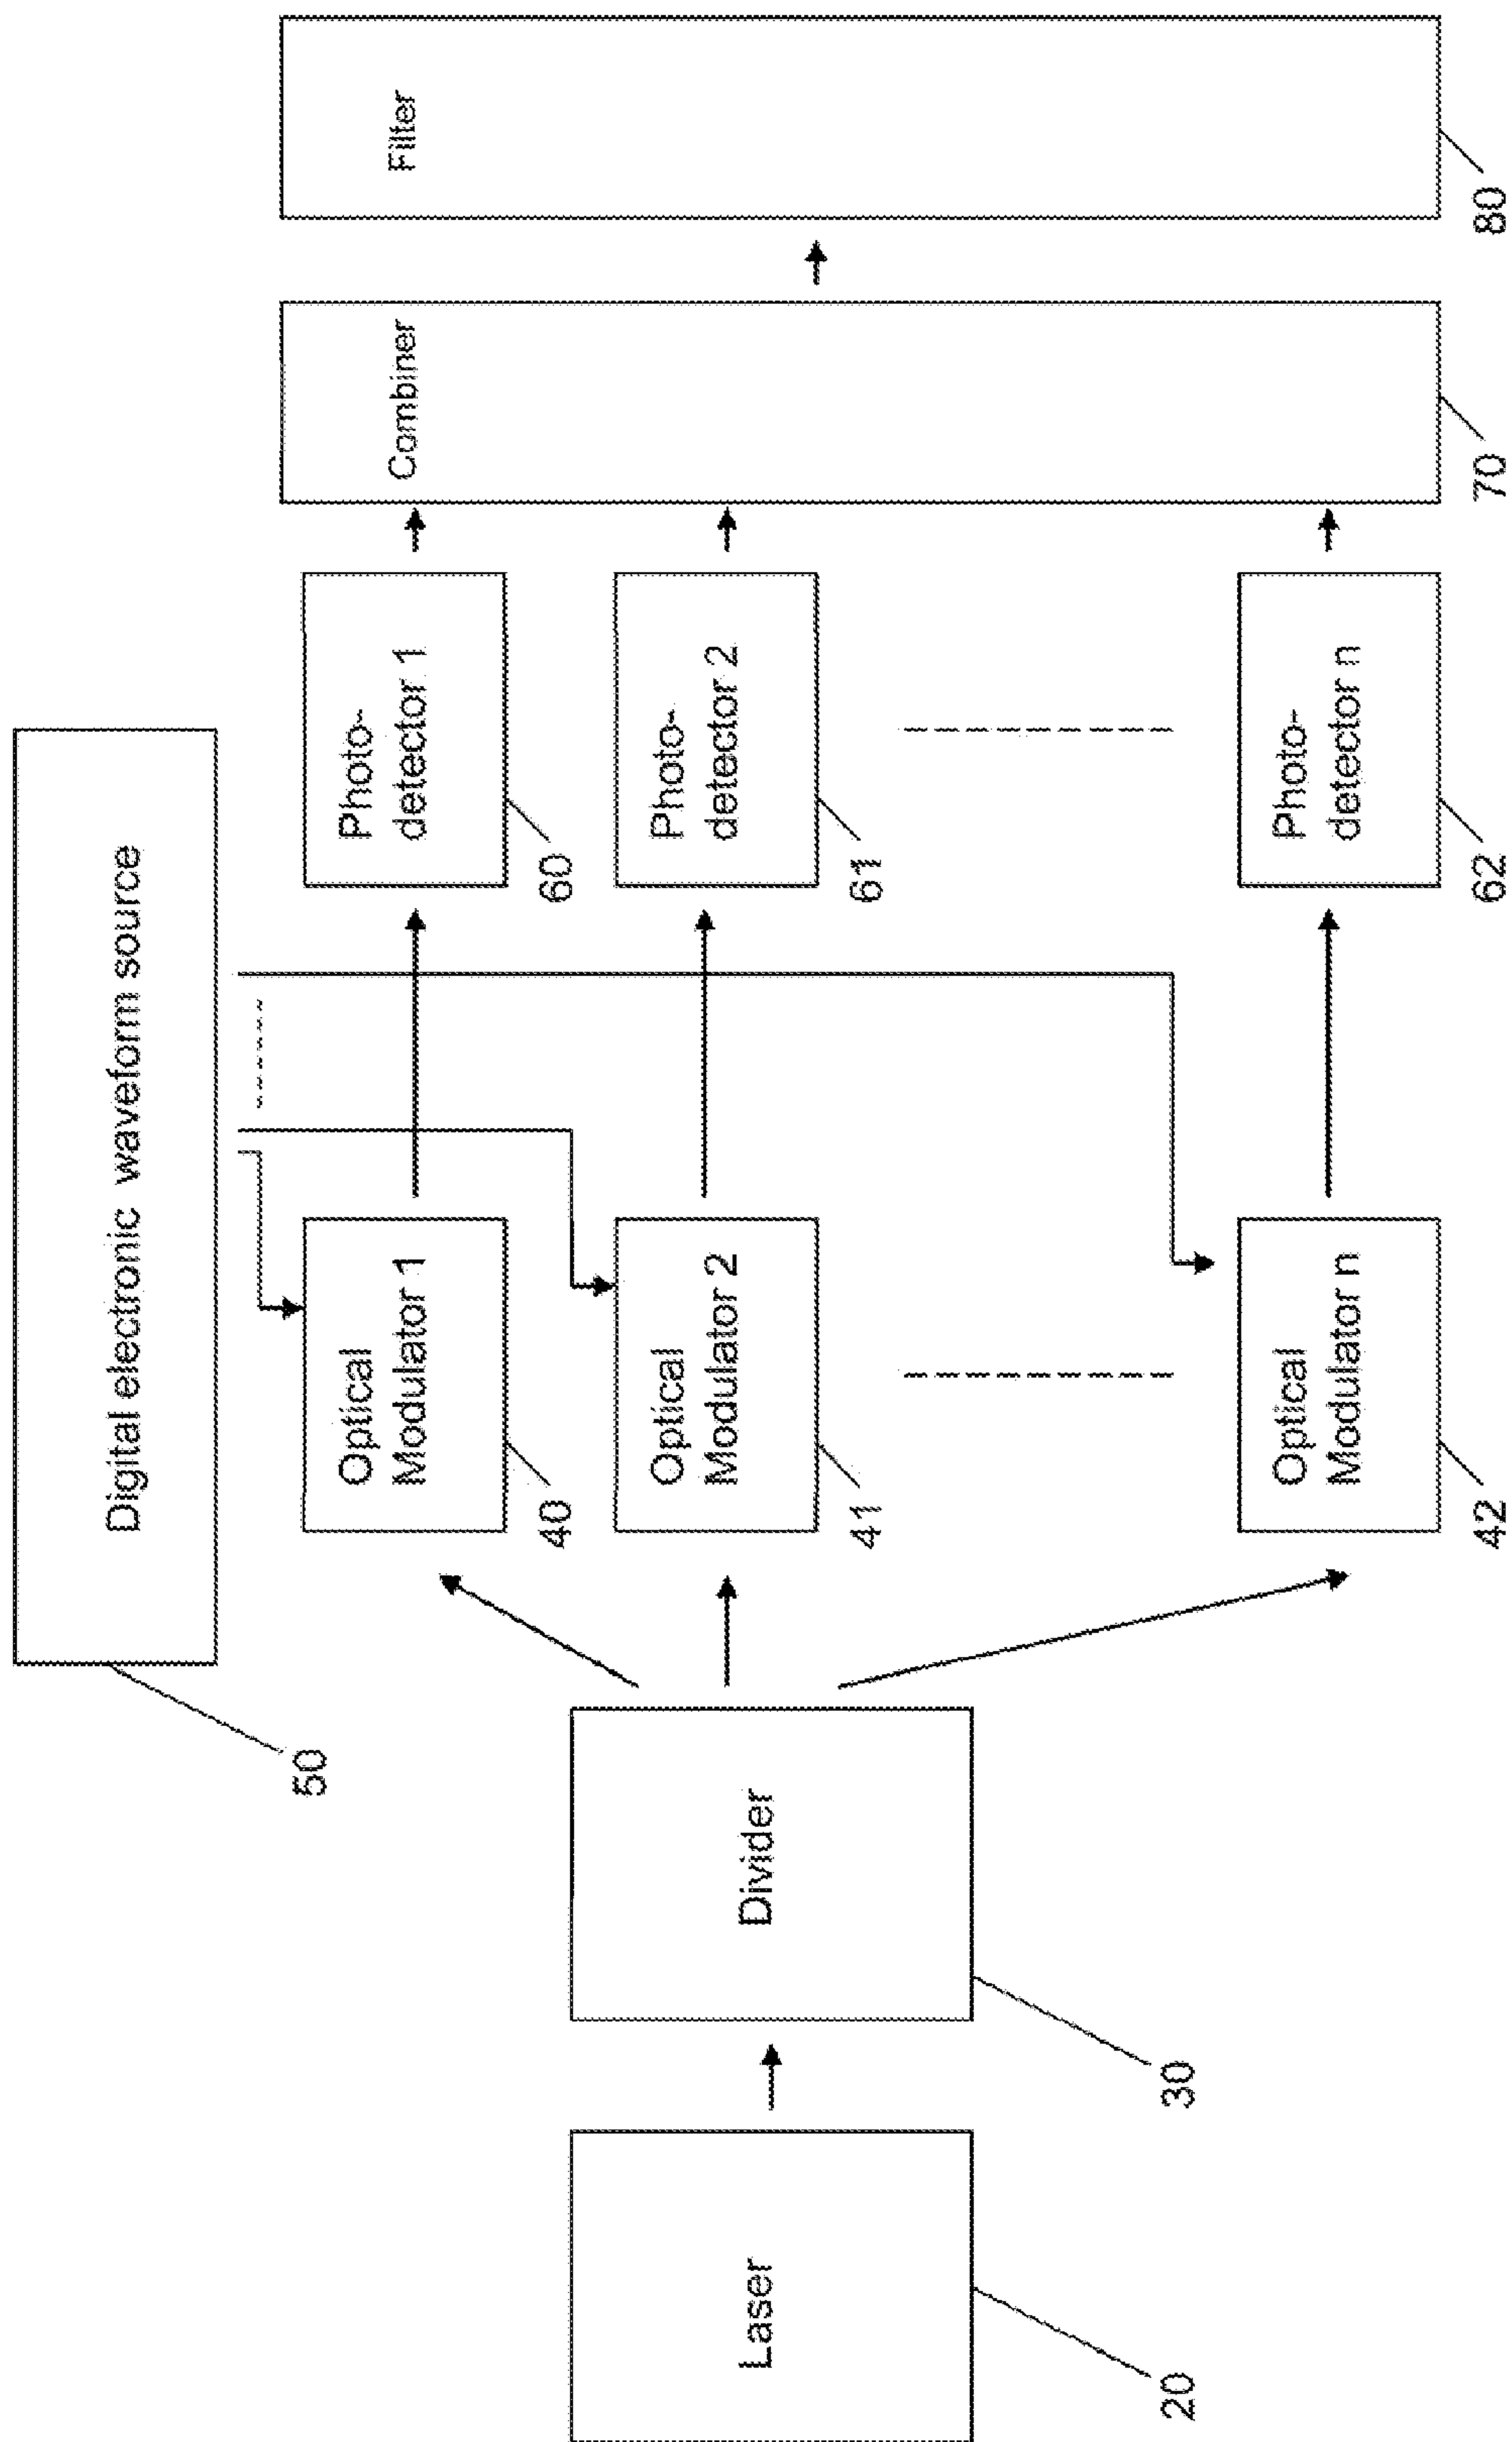 Digital electronic waveform source
50
Laser
20
Divider
30
Optical
Modulator 1
40
Optical
Modulator 2
41
Optical
Modulator n
42
Photo-
detector 1
60
Photo-
detector 2
61
Photo-
detector n
62
Combiner
70
Filter
80